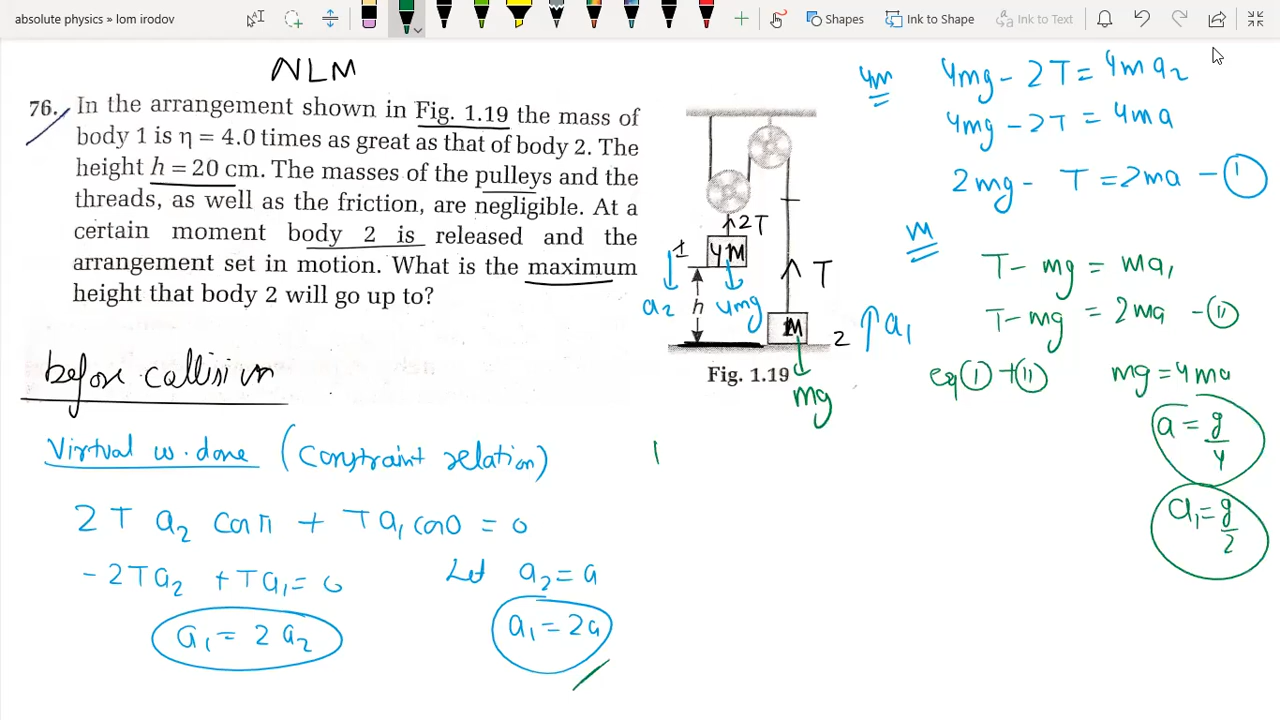 absolute physics » Iom irodov
Shapes
Ink to Shape
Ink to Text
NLM
76. In the arrangement shown in Fig. 1.19 the mass of
body 1 is η = 4.0 times as great as that of body 2. The
height h = 20 cm. The masses of the pulleys and the
threads, as well as the friction, are negligible. At a
certain moment body 2 is released and the
arrangement set in motion. What is the maximum
height that body 2 will go up to?
2T
1
4M
a2
h
4mg
T
M
2
a1
Fig. 1.19
mg
4m
4mg - 2T = 4ma2
4mg - 2T = 4ma
2mg - T = 2ma - I
M
T - mg = ma1
T - mg = 2ma - II
eq I + II mg = 4ma
a = g/4
a1 = g/2
before collision
Virtual w. done (constraint relation)
2T a2 cosπ + Ta1 cos0 = 0
-2Ta2 + Ta1 = 0
Let a2 = a
a1 = 2a2
a1 = 2a